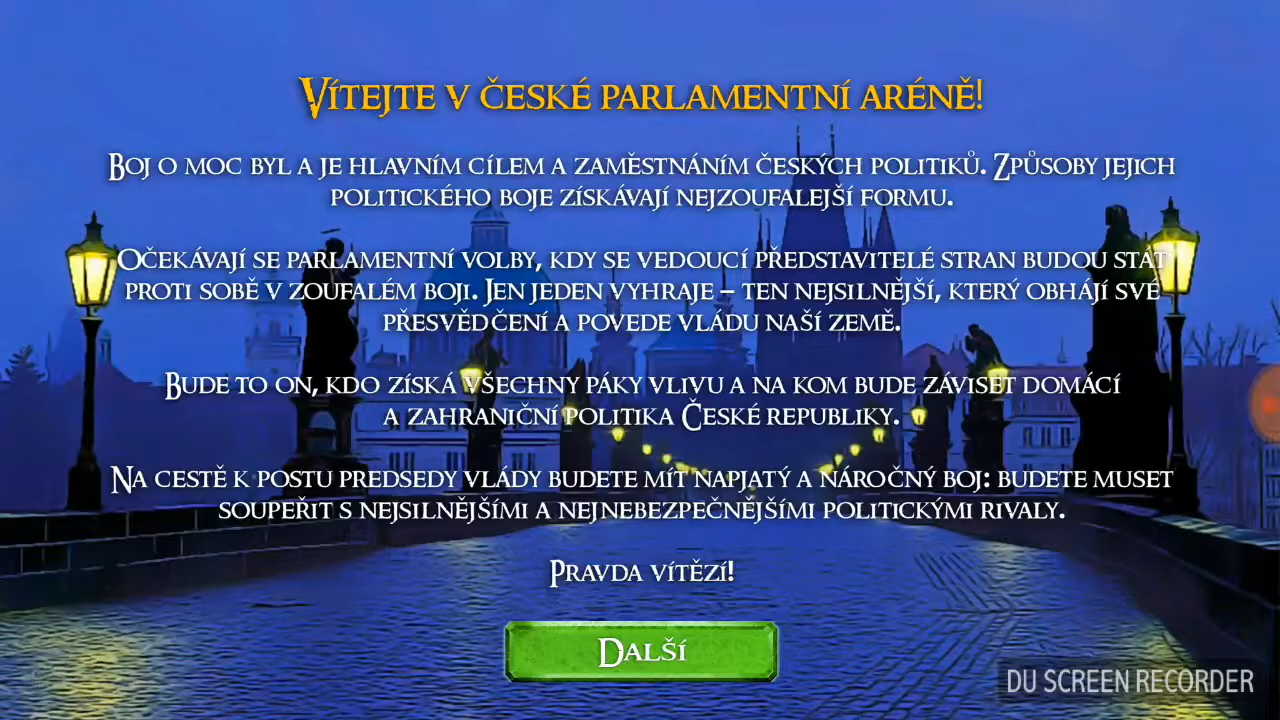 Vítejte v české parlamentní aréně!
Boj o moc byl a je hlavním cílem a zaměstnáním českých politiků. Způsoby jejich
politického boje získávají nejzoufalejší formu.
Očekávají se parlamentní volby, kdy se vedoucí představitelé stran budou stát
proti sobě v zoufalém boji. Jen jeden vyhraje – ten nejsilnější, který obhájí své
přesvědčení a povede vládu naší země.
Bude to on, kdo získá všechny páky vlivu a na kom bude záviset domácí
a zahraniční politika České republiky.
Na cestě k postu predsedy vlády budete mít napjatý a náročný boj: budete muset
soupeřit s nejsilnějšími a nejnebezpečnějšími politickými rivaly.
Pravda vítězí!
Další
DU SCREEN RECORDER